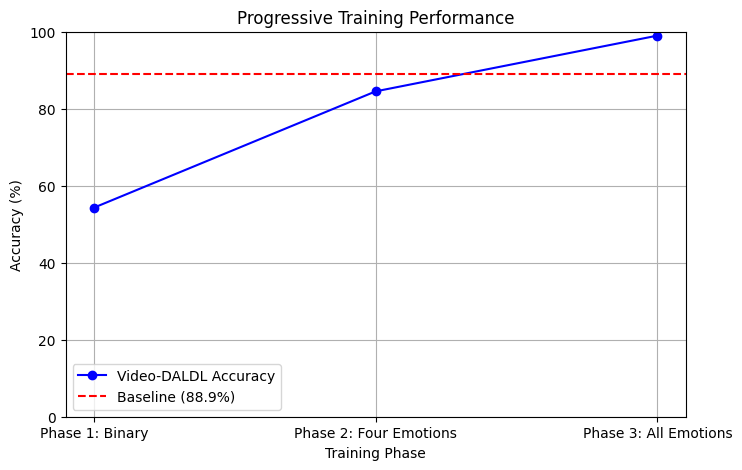 Progressive Training Performance
Accuracy (%)
100
80
60
40
20
0
Video-DALDL Accuracy
Baseline (88.9%)
Phase 1: Binary
Phase 2: Four Emotions
Phase 3: All Emotions
Training Phase